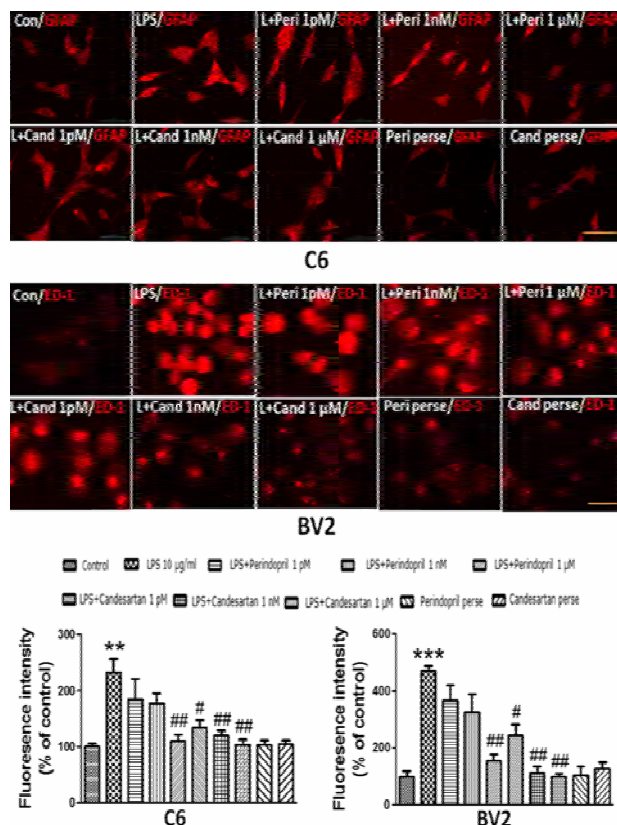 Con/GFAP LPS/GFAP L+Peri 1pM/GFAP L+Peri 1nM/GFAP L+Peri 1 µM/GFAP
L+Cand 1pM/GFAP L+Cand 1nM/GFAP L+Cand 1 µM/GFAP Peri perse/GFAP Cand perse/GFAP
C6
Con/ED-1 LPS/ED-1 L+Peri 1pM/ED-1 L+Peri 1nM/ED-1 L+Peri 1 µM/ED-1
L+Cand 1pM/ED-1 L+Cand 1nM/ED-1 L+Cand 1 µM/ED-1 Peri perse/ED-1 Cand perse/ED-1
BV2
Control LPS 10 µg/ml LPS+Perindopril 1 pM LPS+Perindopril 1 nM LPS+Perindopril 1 µM
LPS+Candesartan 1 pM LPS+Candesartan 1 nM LPS+Candesartan 1 µM Perindopril perse Candesartan perse
Fluoresence intensity
(% of control)
300
200
100
0
** ## # ## ##
C6
Fluoresence intensity
(% of control)
600
400
200
0
*** ## # ## ##
BV2